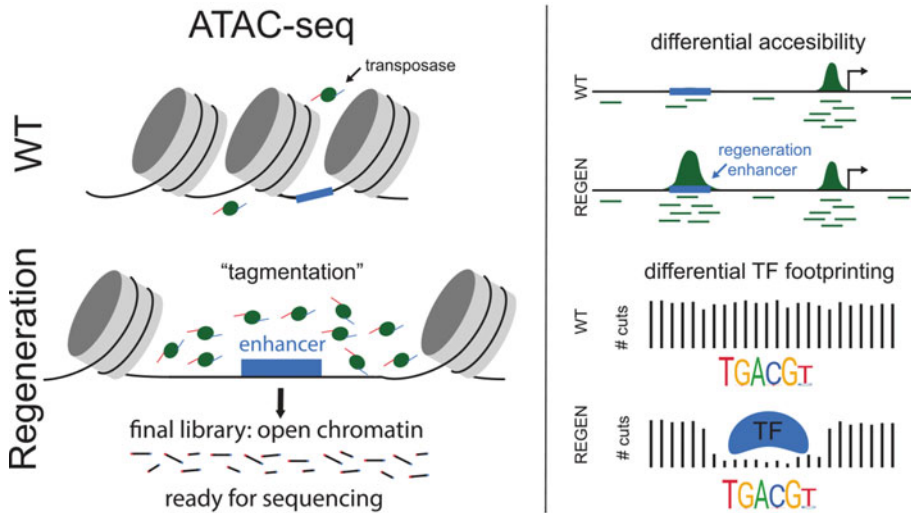 ATAC-seq
WT
transposase
Regeneration
"tagmentation"
enhancer
final library: open chromatin
ready for sequencing
differential accesibility
WT
REGEN
regeneration
enhancer
differential TF footprinting
WT
# cuts
TGACGT
REGEN
# cuts
TF
TGACGT